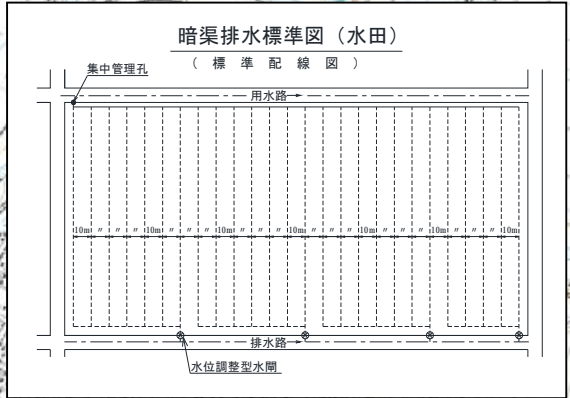 暗渠排水標準図（水田）
（標準配線図）
集中管理孔
用水路
10m 〃 〃 〃 10m 〃 〃 〃 10m 〃 〃 〃 10m 〃 〃 〃 10m 〃 〃 〃 10m 〃 〃 〃 10m
排水路
水位調整型水閘